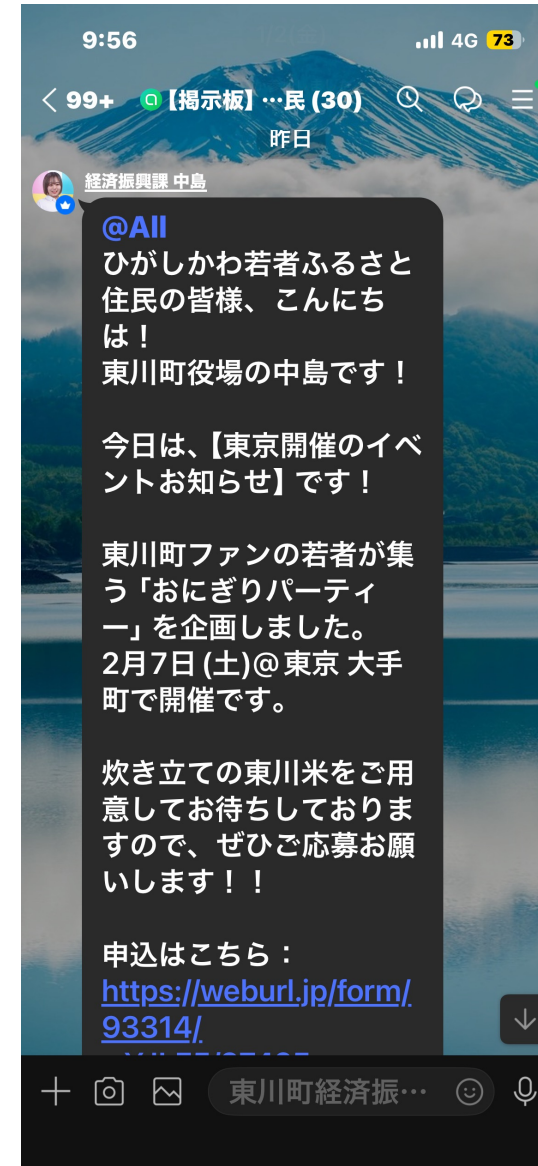 9:56
4G 73
99+ 【掲示板】…民 (30)
昨日
経済振興課 中島
@All
ひがしかわ若者ふるさと
住民の皆様、こんにち
は！
東川町役場の中島です！
今日は、【東京開催のイベ
ントお知らせ】です！
東川町ファンの若者が集
う「おにぎりパーティ
ー」を企画しました。
2月7日(土)@東京 大手
町で開催です。
炊き立ての東川米をご用
意してお待ちしておりま
すので、ぜひご応募お願
いします！！
申込はこちら：
https://weburl.jp/form/
93314/
東川町経済振…